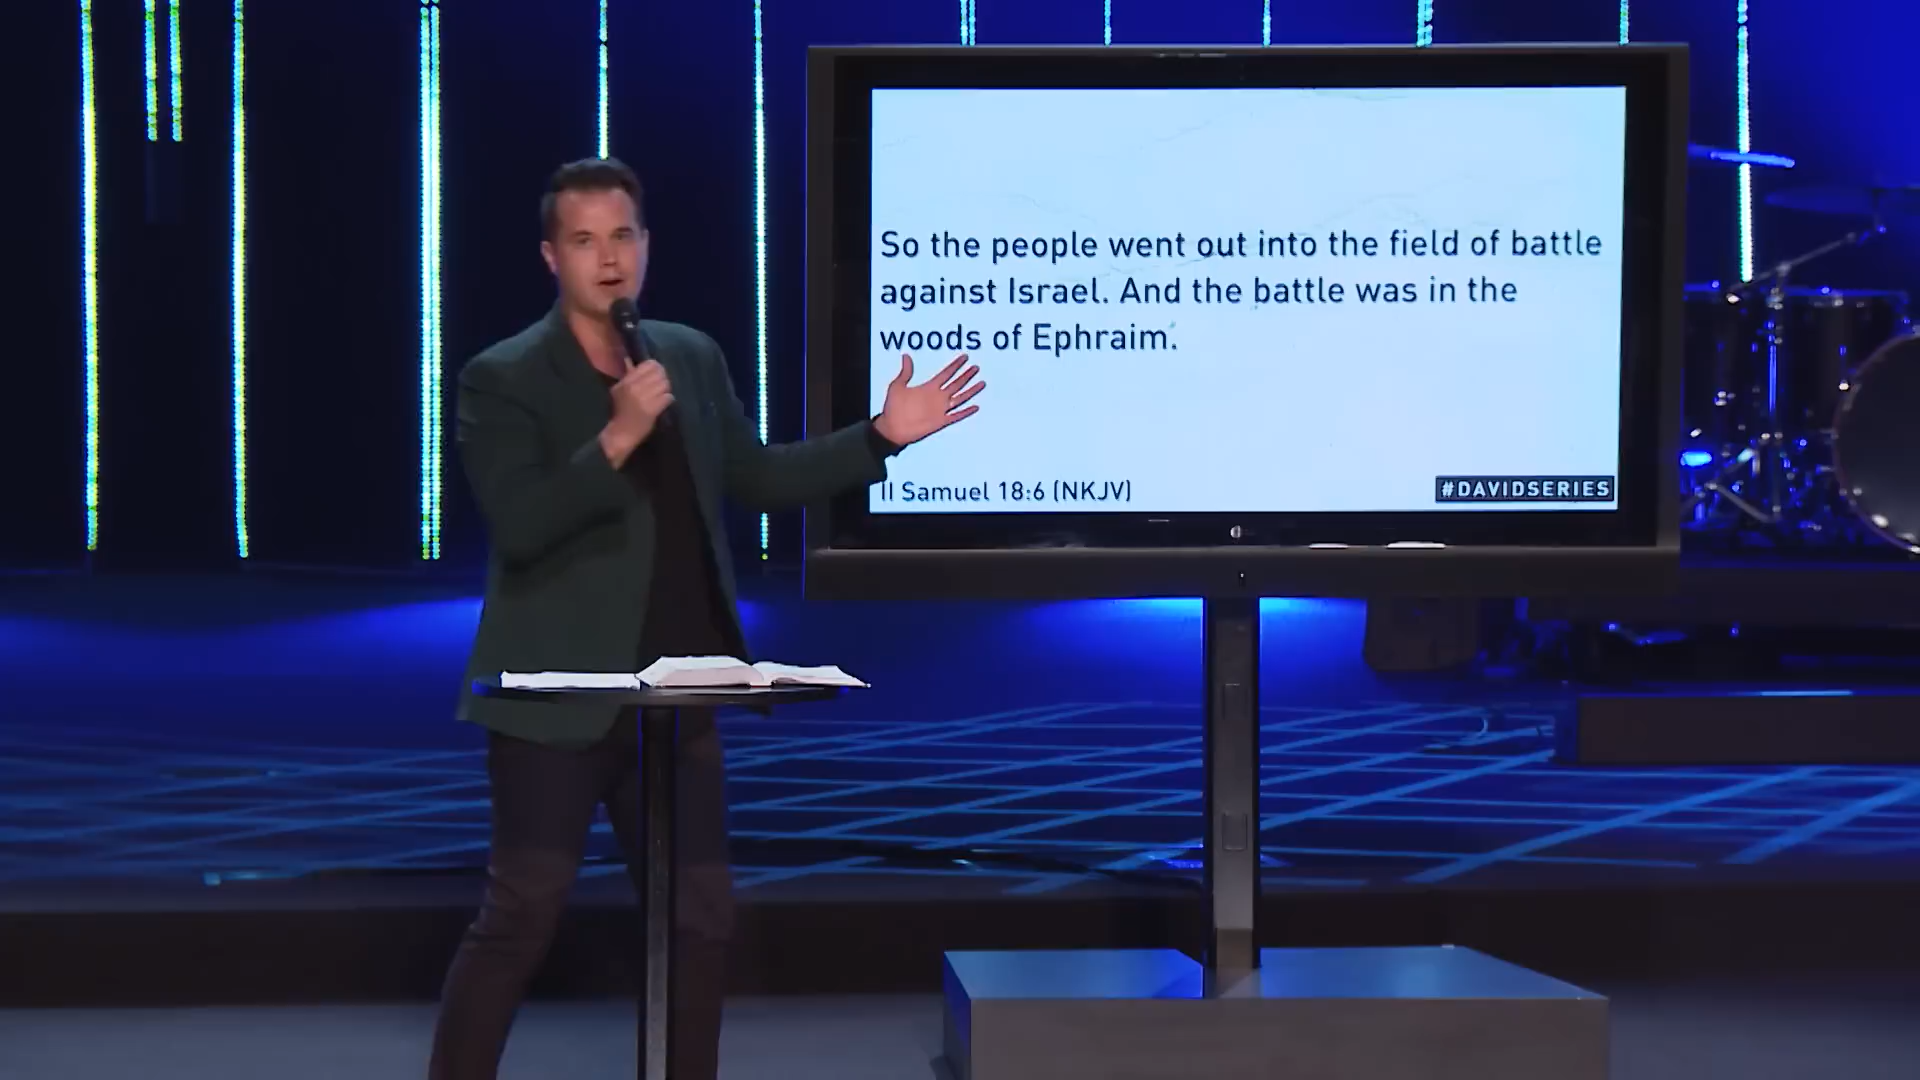 So the people went out into the field of battle
against Israel. And the battle was in the
woods of Ephraim.
II Samuel 18:6 (NKJV)
#DAVIDSERIES